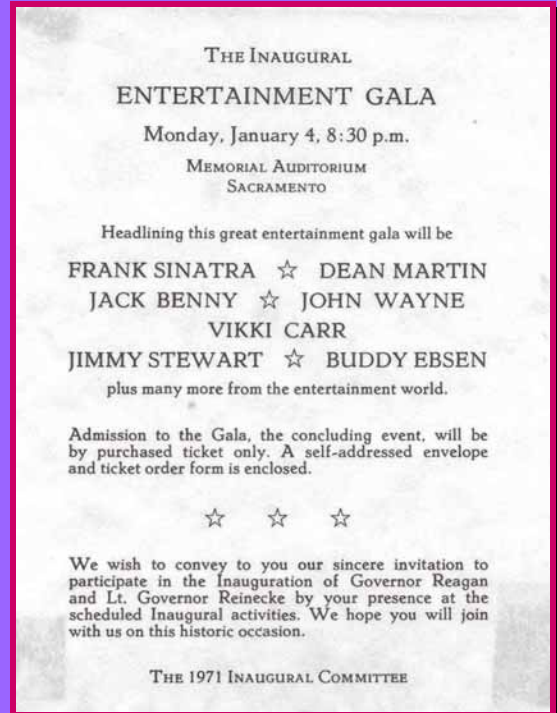 THE INAUGURAL
ENTERTAINMENT GALA
Monday, January 4, 8:30 p.m.
MEMORIAL AUDITORIUM
SACRAMENTO
Headlining this great entertainment gala will be
FRANK SINATRA ☆ DEAN MARTIN
JACK BENNY ☆ JOHN WAYNE
VIKKI CARR
JIMMY STEWART ☆ BUDDY EBSEN
plus many more from the entertainment world.
Admission to the Gala, the concluding event, will be
by purchased ticket only. A self-addressed envelope
and ticket order form is enclosed.
☆ ☆ ☆
We wish to convey to you our sincere invitation to
participate in the Inauguration of Governor Reagan
and Lt. Governor Reinecke by your presence at the
scheduled Inaugural activities. We hope you will join
with us on this historic occasion.
THE 1971 INAUGURAL COMMITTEE